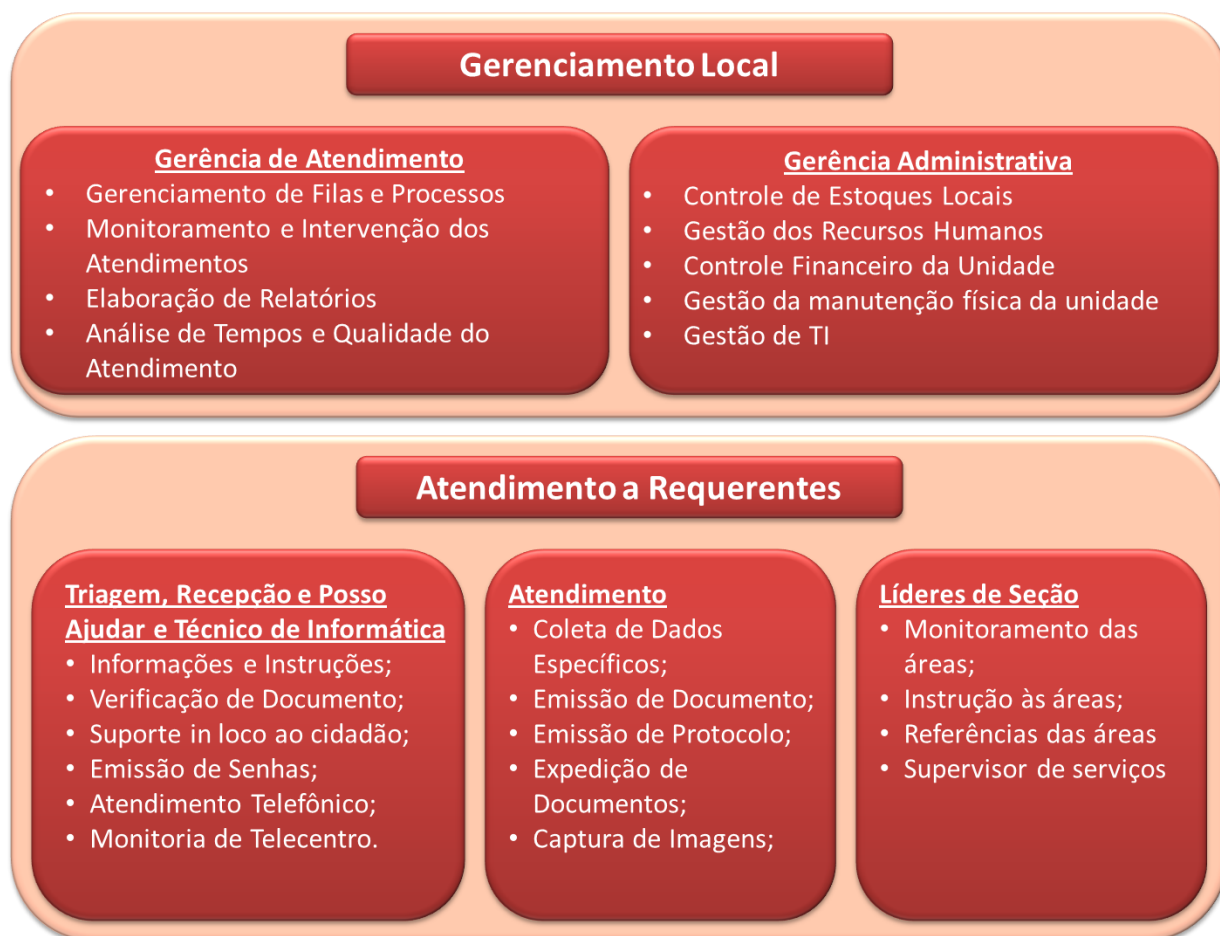 Gerenciamento Local
Gerência de Atendimento
• Gerenciamento de Filas e Processos
• Monitoramento e Intervenção dos
Atendimentos
• Elaboração de Relatórios
• Análise de Tempos e Qualidade do
Atendimento
Gerência Administrativa
• Controle de Estoques Locais
• Gestão dos Recursos Humanos
• Controle Financeiro da Unidade
• Gestão da manutenção física da unidade
• Gestão de TI
Atendimento a Requerentes
Triagem, Recepção e Posso
Ajudar e Técnico de Informática
• Informações e Instruções;
• Verificação de Documento;
• Suporte in loco ao cidadão;
• Emissão de Senhas;
• Atendimento Telefônico;
• Monitoria de Telecentro.
Atendimento
• Coleta de Dados
Específicos;
• Emissão de Documento;
• Emissão de Protocolo;
• Expedição de
Documentos;
• Captura de Imagens;
Líderes de Seção
• Monitoramento das
áreas;
• Instrução às áreas;
• Referências das áreas
• Supervisor de serviços